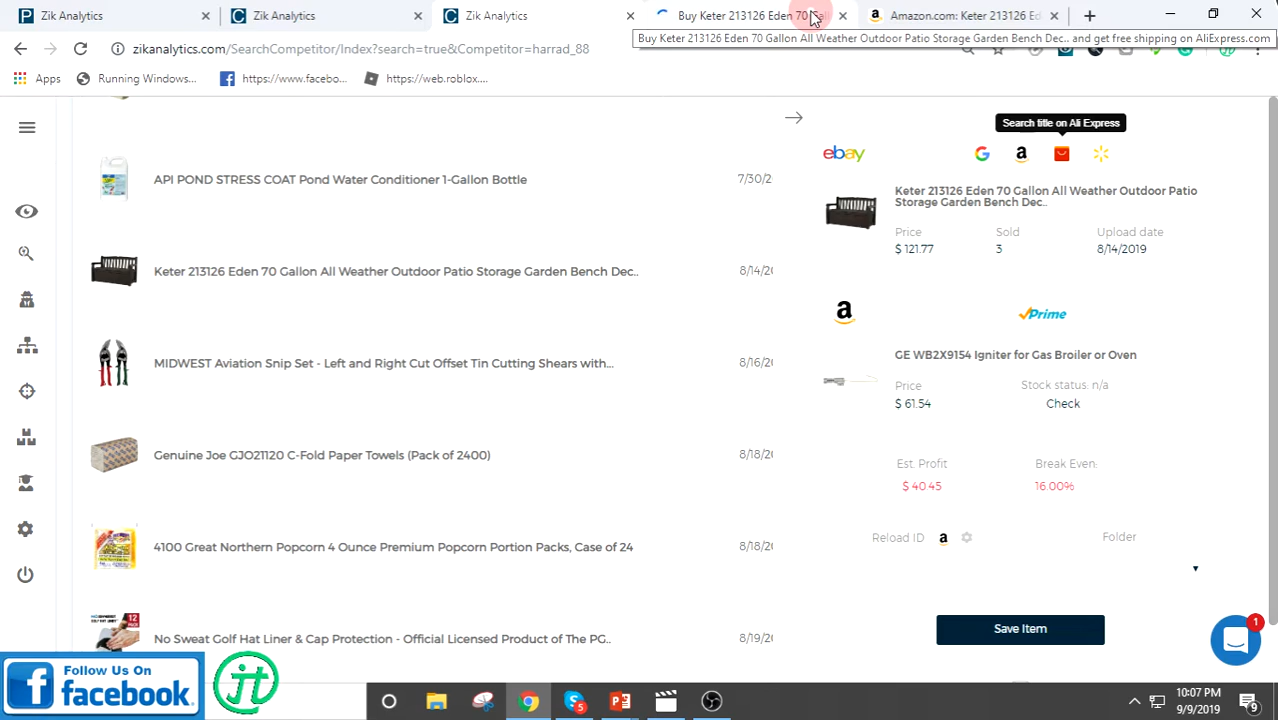 Zik Analytics
Zik Analytics
Zik Analytics
Buy Keter 213126 Eden 70
Amazon.com: Keter 213126 Ed
Buy Keter 213126 Eden 70 Gallon All Weather Outdoor Patio Storage Garden Bench Dec.. and get free shipping on AliExpress.com
zikanalytics.com/SearchCompetitor/Index?search=true&Competitor=harrad_88
Apps
Running Windows...
https://www.facebo...
https://web.roblox....
Search title on Ali Express
ebay
API POND STRESS COAT Pond Water Conditioner 1-Gallon Bottle
7/30/2
Keter 213126 Eden 70 Gallon All Weather Outdoor Patio
Storage Garden Bench Dec..
Price
Sold
Upload date
$ 121.77
3
8/14/2019
Keter 213126 Eden 70 Gallon All Weather Outdoor Patio Storage Garden Bench Dec..
8/14/20
Prime
MIDWEST Aviation Snip Set - Left and Right Cut Offset Tin Cutting Shears with...
8/16/20
GE WB2X9154 Igniter for Gas Broiler or Oven
Price
Stock status: n/a
$ 61.54
Check
Genuine Joe GJO21120 C-Fold Paper Towels (Pack of 2400)
8/18/20
Est. Profit
Break Even:
$ 40.45
16.00%
4100 Great Northern Popcorn 4 Ounce Premium Popcorn Portion Packs, Case of 24
8/18/20
Reload ID
Folder
No Sweat Golf Hat Liner & Cap Protection - Official Licensed Product of The PG..
8/19/20
Save Item
1
Follow Us On
facebook
jt
5
10:07 PM
9/9/2019
9